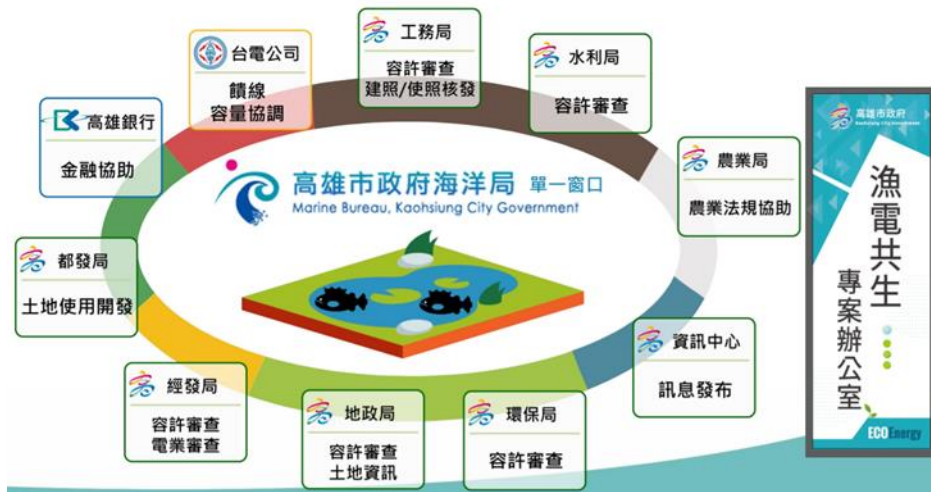 工務局
容許審查
建照/使照核發
台電公司
饋線
容量協調
水利局
容許審查
高雄銀行
金融協助
農業局
農業法規協助
高雄市政府海洋局 單一窗口
Marine Bureau, Kaohsiung City Government
都發局
土地使用開發
資訊中心
訊息發布
經發局
容許審查
電業審查
地政局
容許審查
土地資訊
環保局
容許審查
高雄市政府
Kaohsiung City Government
漁電共生
專案辦公室
ECOEnergy